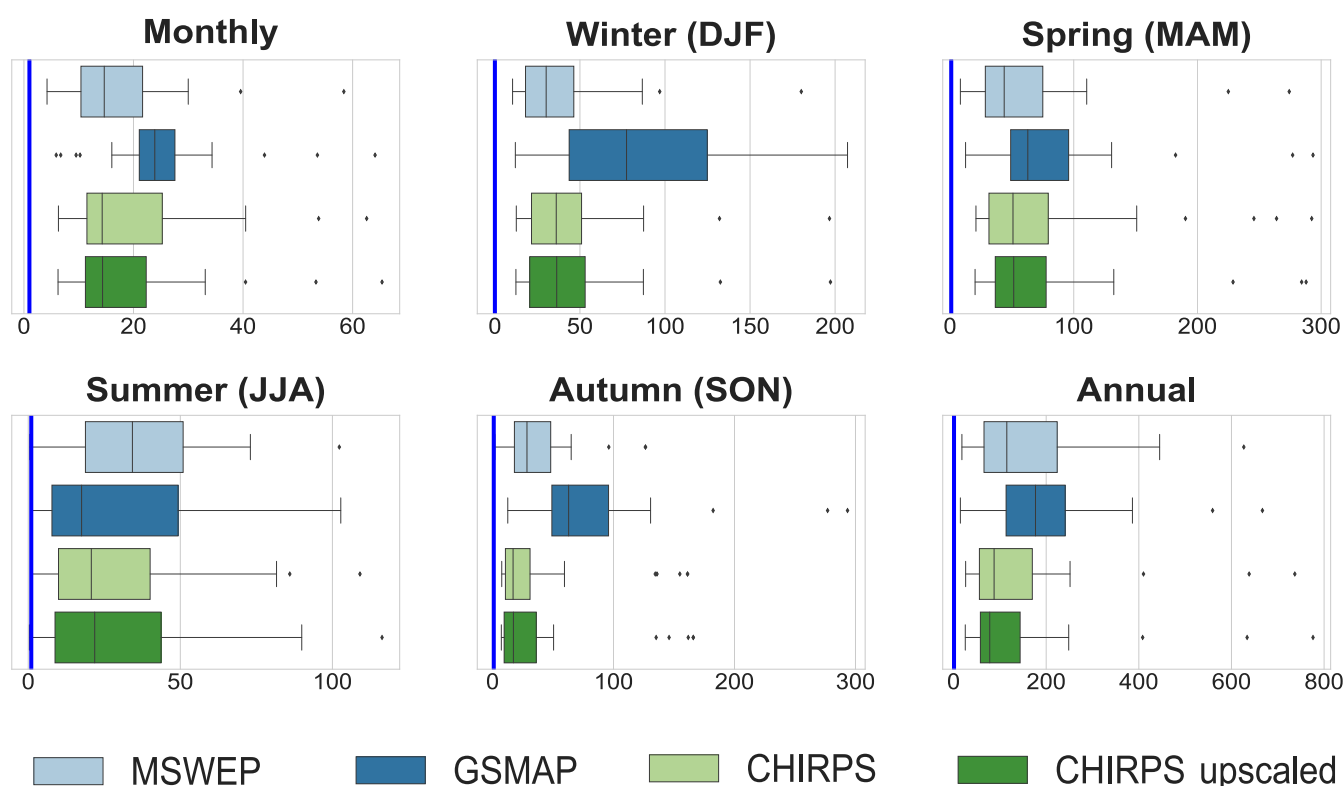 Monthly Winter (DJF) Spring (MAM)
0 20 40 60 0 50 100 150 200 0 100 200 300
Summer (JJA) Autumn (SON) Annual
0 50 100 0 100 200 300 0 200 400 600 800
MSWEP GSMAP CHIRPS CHIRPS upscaled